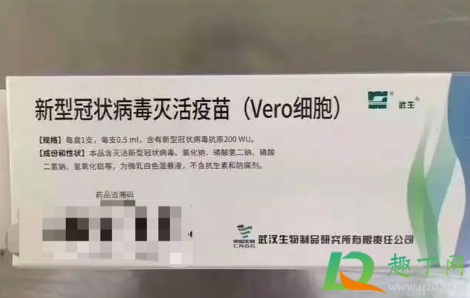 新型冠状病毒灭活疫苗（Vero细胞）
武生
【规格】每盒1支，每支0.5 ml，含有新型冠状病毒抗原200 WU。
【成份和性状】本品含灭活新型冠状病毒、氯化钠、磷酸氢二钠、磷酸
二氢钠、氢氧化铝等，为微乳白色混悬液，不含抗生素和防腐剂。
药品追溯码
中国生物
CNBG
武汉生物制品研究所有限责任公司
趣丁网